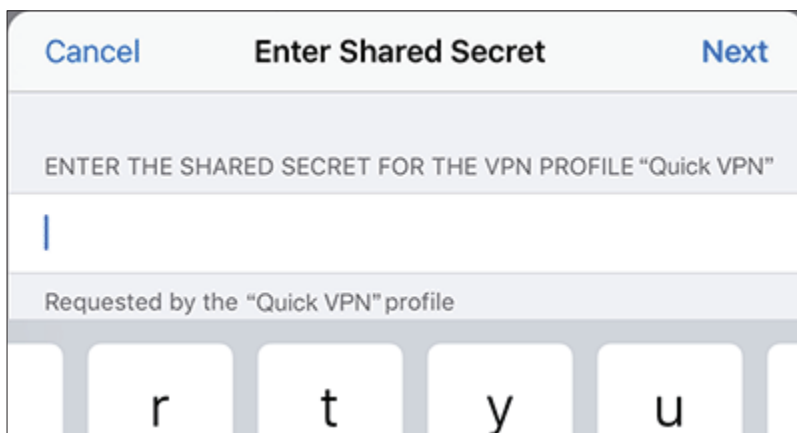 Cancel Enter Shared Secret Next
ENTER THE SHARED SECRET FOR THE VPN PROFILE “Quick VPN”
Requested by the “Quick VPN” profile
r t y u